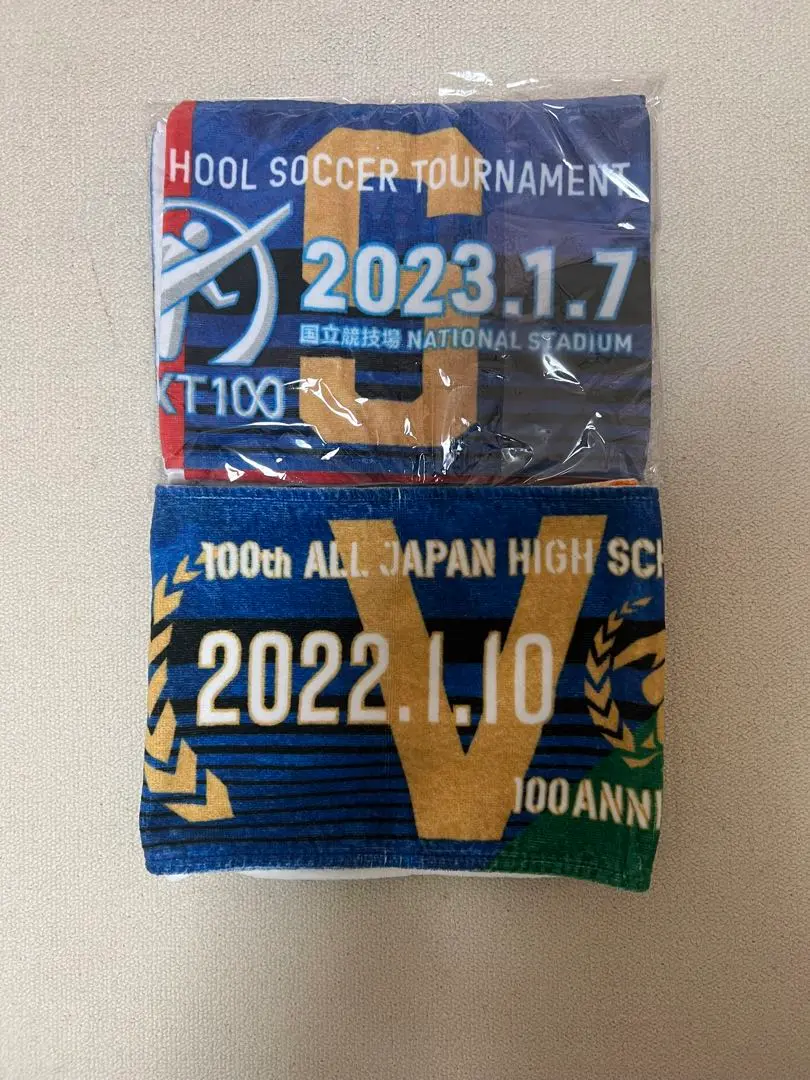 HOOL SOCCER TOURNAMENT
S
2023.1.7
国立競技場 NATIONAL STADIUM
XT100
100th ALL JAPAN HIGH SCH
V
2022.1.10
100ANNI